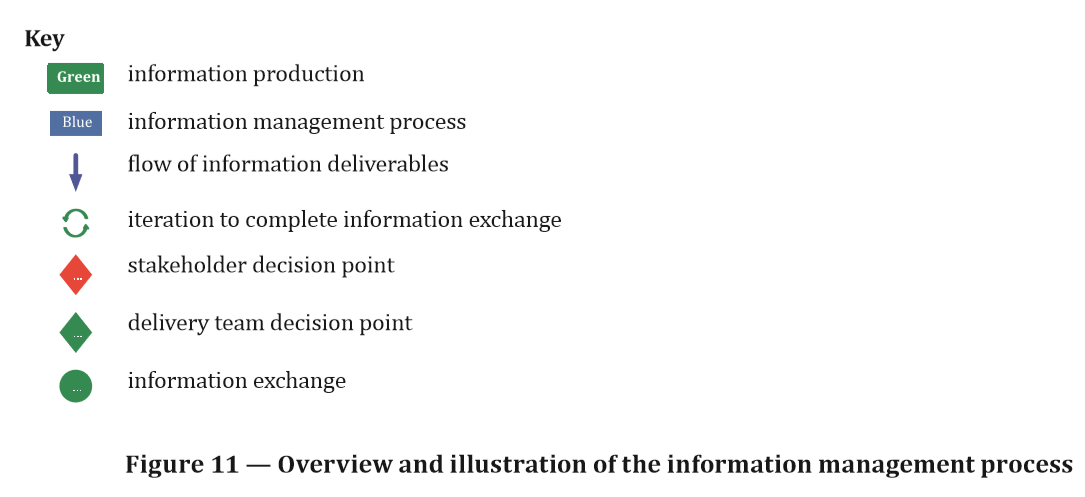 Key
Green information production
Blue information management process
flow of information deliverables
iteration to complete information exchange
... stakeholder decision point
... delivery team decision point
... information exchange
Figure 11 — Overview and illustration of the information management process